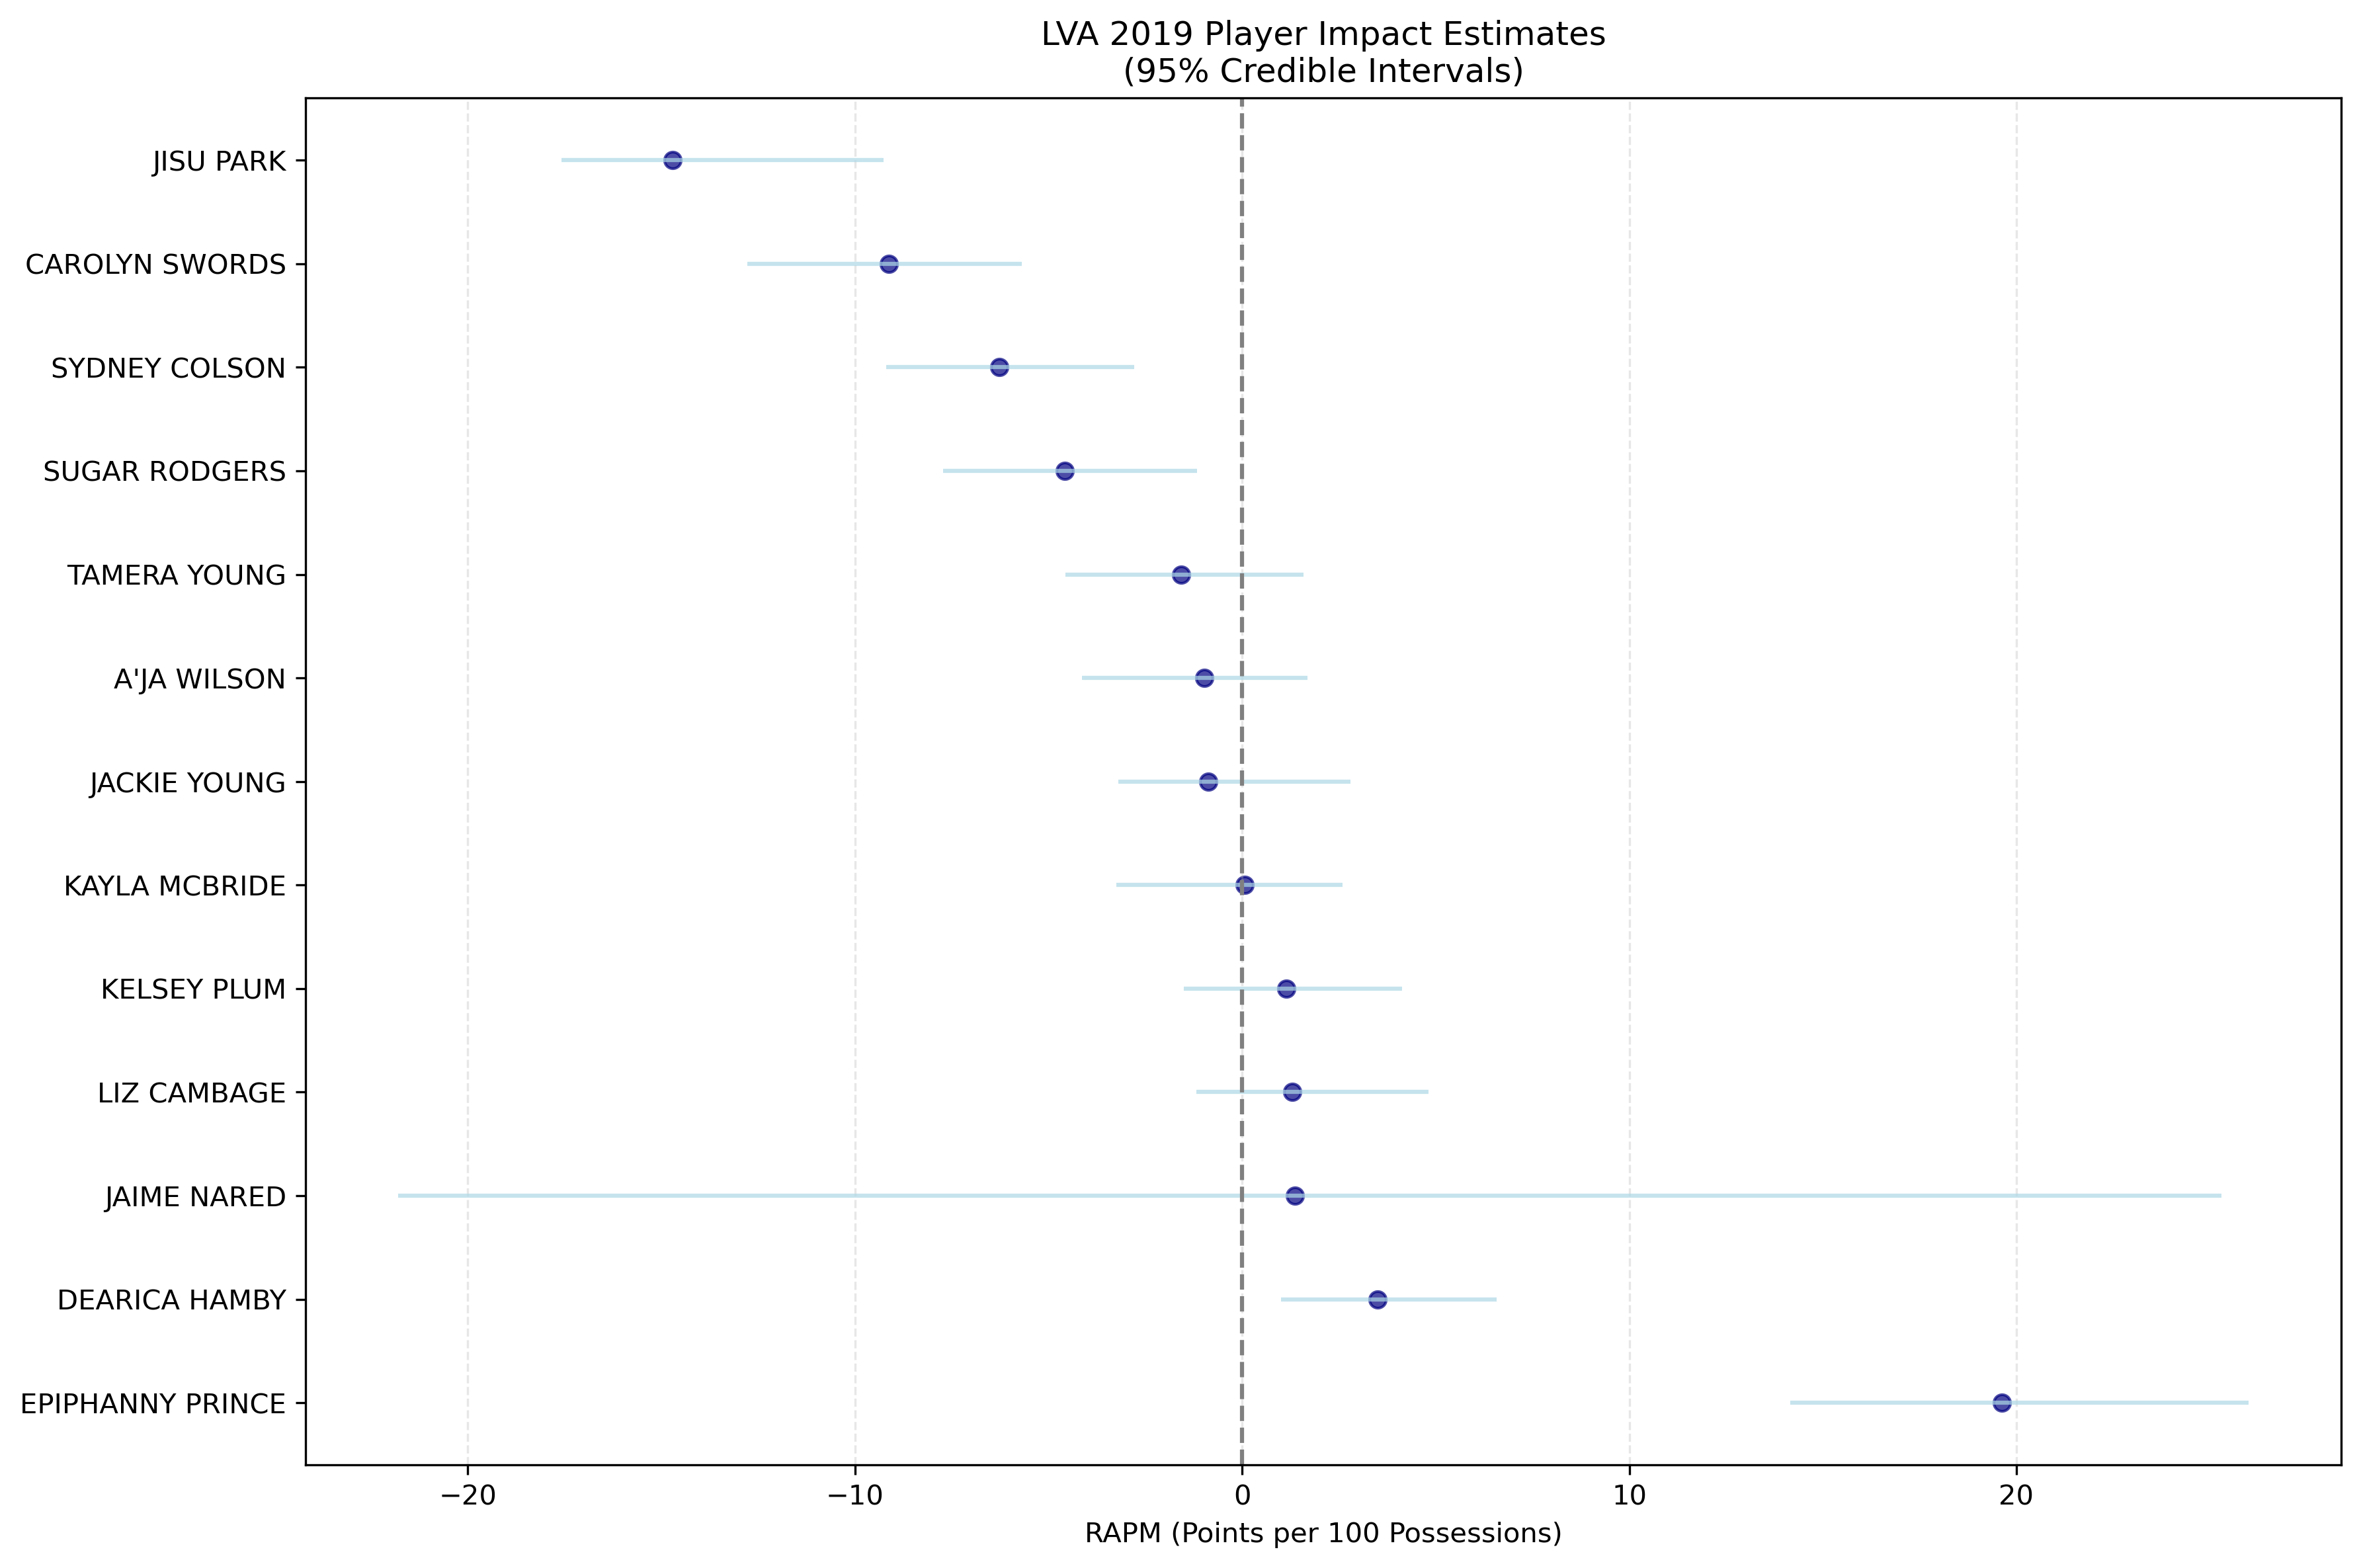 LVA 2019 Player Impact Estimates
(95% Credible Intervals)
JISU PARK
CAROLYN SWORDS
SYDNEY COLSON
SUGAR RODGERS
TAMERA YOUNG
A'JA WILSON
JACKIE YOUNG
KAYLA MCBRIDE
KELSEY PLUM
LIZ CAMBAGE
JAIME NARED
DEARICA HAMBY
EPIPHANNY PRINCE
−20 −10 0 10 20
RAPM (Points per 100 Possessions)